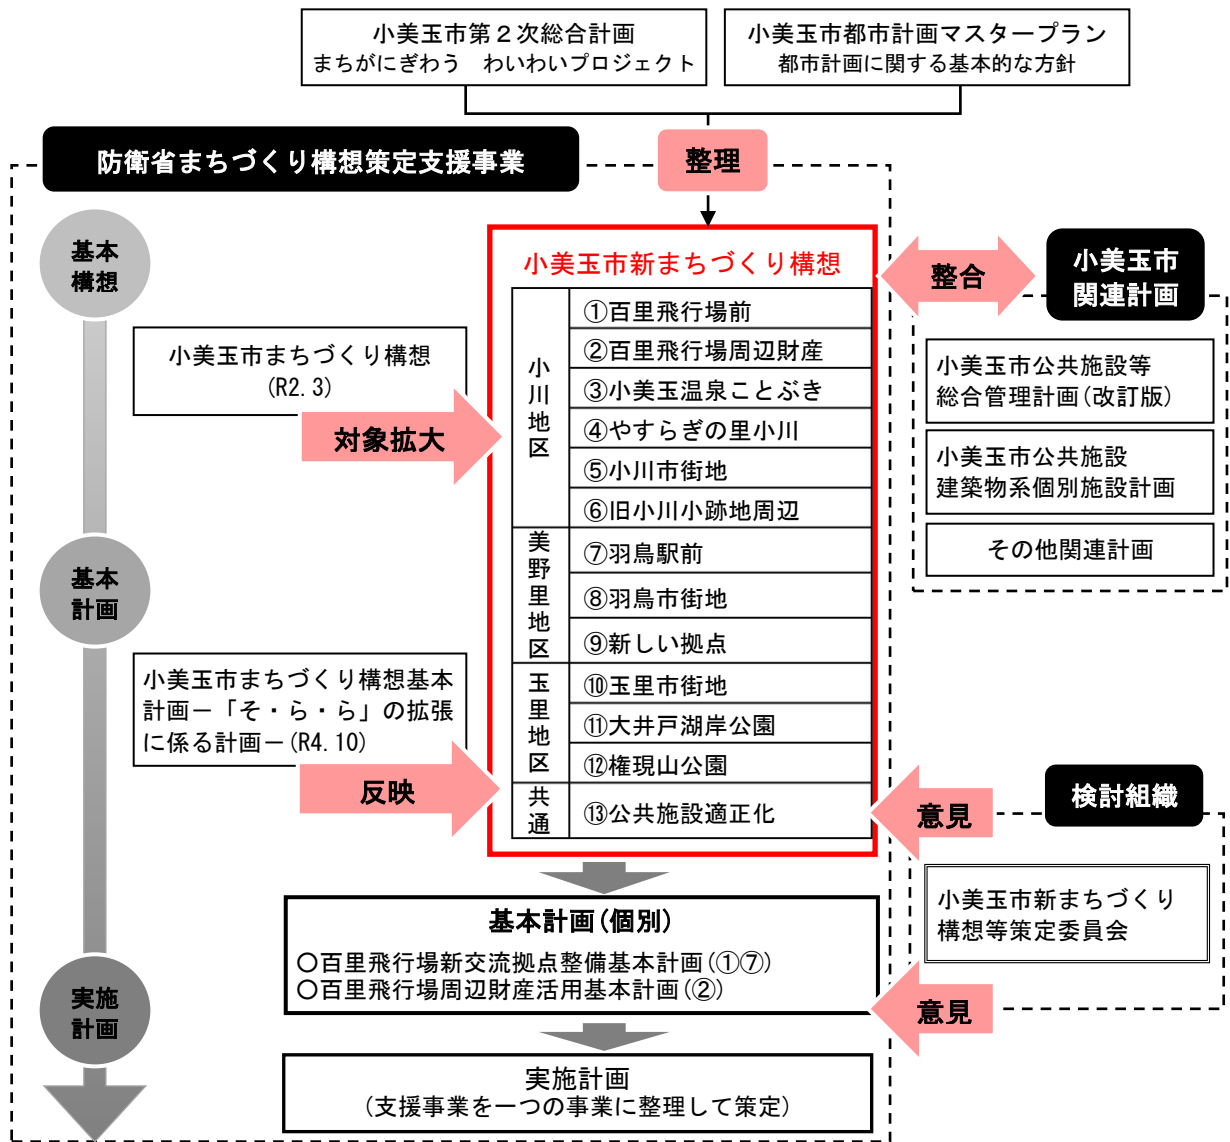 小美玉市第２次総合計画
まちがにぎわう　わいわいプロジェクト
小美玉市都市計画マスタープラン
都市計画に関する基本的な方針
防衛省まちづくり構想策定支援事業
整理
基本
構想
基本
計画
実施
計画
小美玉市まちづくり構想
(R2.3)
対象拡大
小美玉市まちづくり構想基本
計画－「そ・ら・ら」の拡張
に係る計画－(R4.10)
反映
小美玉市新まちづくり構想
小川地区
①百里飛行場前
②百里飛行場周辺財産
③小美玉温泉ことぶき
④やすらぎの里小川
⑤小川市街地
⑥旧小川小跡地周辺
美野里地区
⑦羽鳥駅前
⑧羽鳥市街地
⑨新しい拠点
玉里地区
⑩玉里市街地
⑪大井戸湖岸公園
⑫権現山公園
共通
⑬公共施設適正化
整合
小美玉市
関連計画
小美玉市公共施設等
総合管理計画(改訂版)
小美玉市公共施設
建築物系個別施設計画
その他関連計画
意見
検討組織
小美玉市新まちづくり
構想等策定委員会
意見
基本計画(個別)
○百里飛行場新交流拠点整備基本計画(①⑦)
○百里飛行場周辺財産活用基本計画(②)
実施計画
(支援事業を一つの事業に整理して策定)